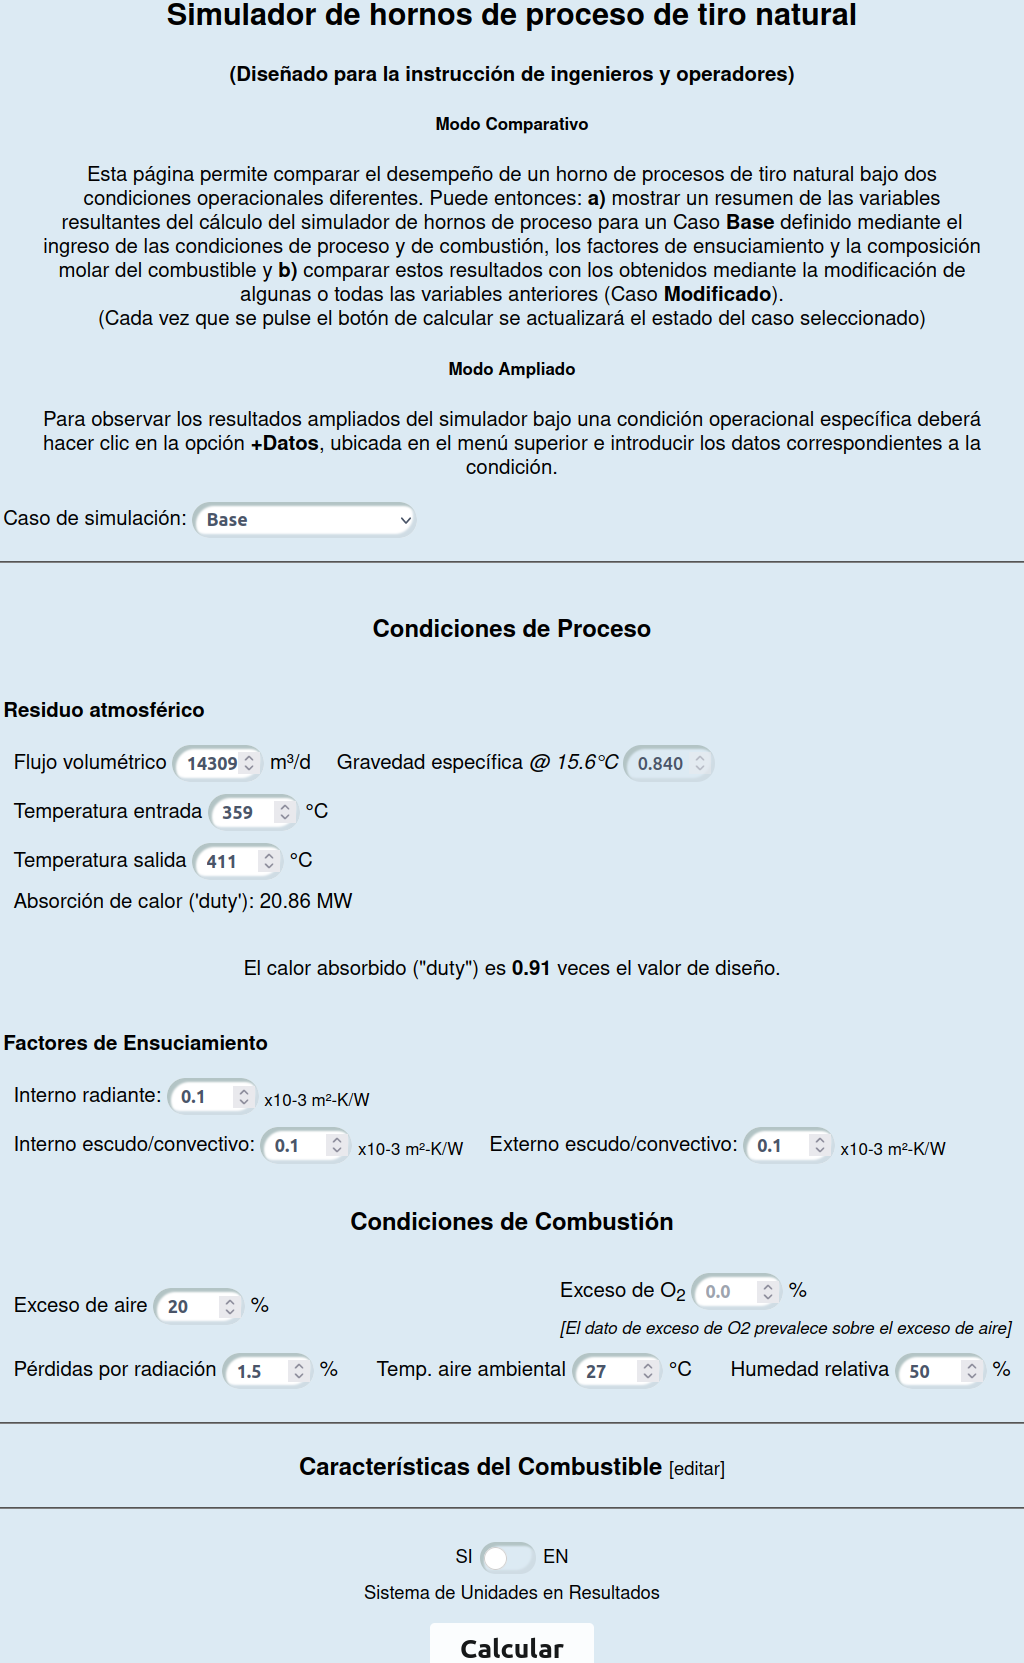 Simulador de hornos de proceso de tiro natural
(Diseñado para la instrucción de ingenieros y operadores)
Modo Comparativo
Esta página permite comparar el desempeño de un horno de procesos de tiro natural bajo dos
condiciones operacionales diferentes. Puede entonces: a) mostrar un resumen de las variables
resultantes del cálculo del simulador de hornos de proceso para un Caso Base definido mediante el
ingreso de las condiciones de proceso y de combustión, los factores de ensuciamiento y la composición
molar del combustible y b) comparar estos resultados con los obtenidos mediante la modificación de
algunas o todas las variables anteriores (Caso Modificado).
(Cada vez que se pulse el botón de calcular se actualizará el estado del caso seleccionado)
Modo Ampliado
Para observar los resultados ampliados del simulador bajo una condición operacional específica deberá
hacer clic en la opción +Datos, ubicada en el menú superior e introducir los datos correspondientes a la
condición.
Caso de simulación: Base
Condiciones de Proceso
Residuo atmosférico
Flujo volumétrico 14309 m³/d Gravedad específica @ 15.6°C 0.840
Temperatura entrada 359 °C
Temperatura salida 411 °C
Absorción de calor ('duty'): 20.86 MW
El calor absorbido ("duty") es 0.91 veces el valor de diseño.
Factores de Ensuciamiento
Interno radiante: 0.1 x10-3 m²-K/W
Interno escudo/convectivo: 0.1 x10-3 m²-K/W Externo escudo/convectivo: 0.1 x10-3 m²-K/W
Condiciones de Combustión
Exceso de aire 20 % Exceso de O2 0.0 %
[El dato de exceso de O2 prevalece sobre el exceso de aire]
Pérdidas por radiación 1.5 % Temp. aire ambiental 27 °C Humedad relativa 50 %
Características del Combustible [editar]
SI EN
Sistema de Unidades en Resultados
Calcular